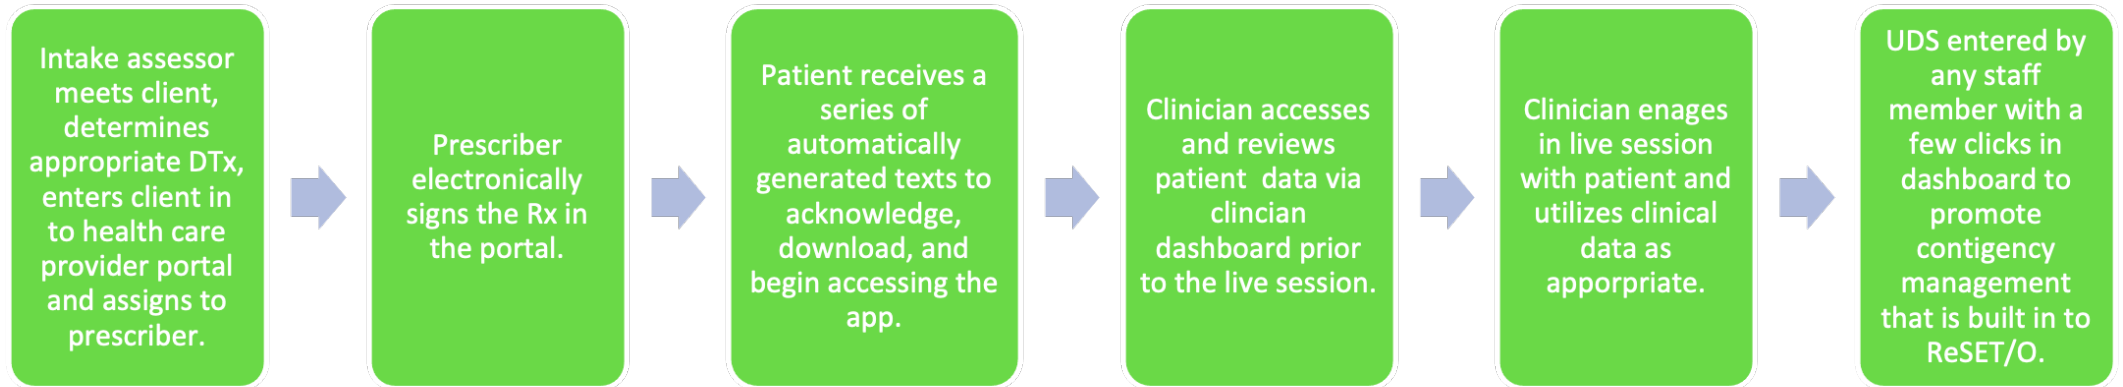 Intake assessor
meets client,
determines
appropriate DTx,
enters client in
to health care
provider portal
and assigns to
prescriber.
Prescriber
electronically
signs the Rx in
the portal.
Patient receives a
series of
automatically
generated texts to
acknowledge,
download, and
begin accessing the
app.
Clinician accesses
and reviews
patient data via
clincian
dashboard prior
to the live session.
Clinician enages
in live session
with patient and
utilizes clinical
data as
apporpriate.
UDS entered by
any staff
member with a
few clicks in
dashboard to
promote
contigency
management
that is built in to
ReSET/O.